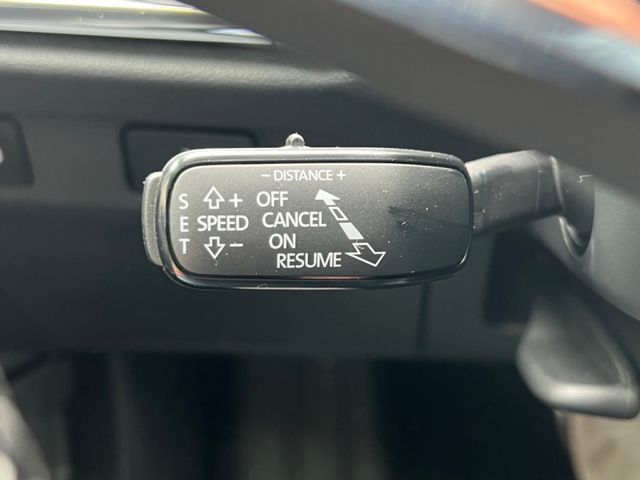 - DISTANCE +
S + OFF
E SPEED CANCEL
T - ON
RESUME